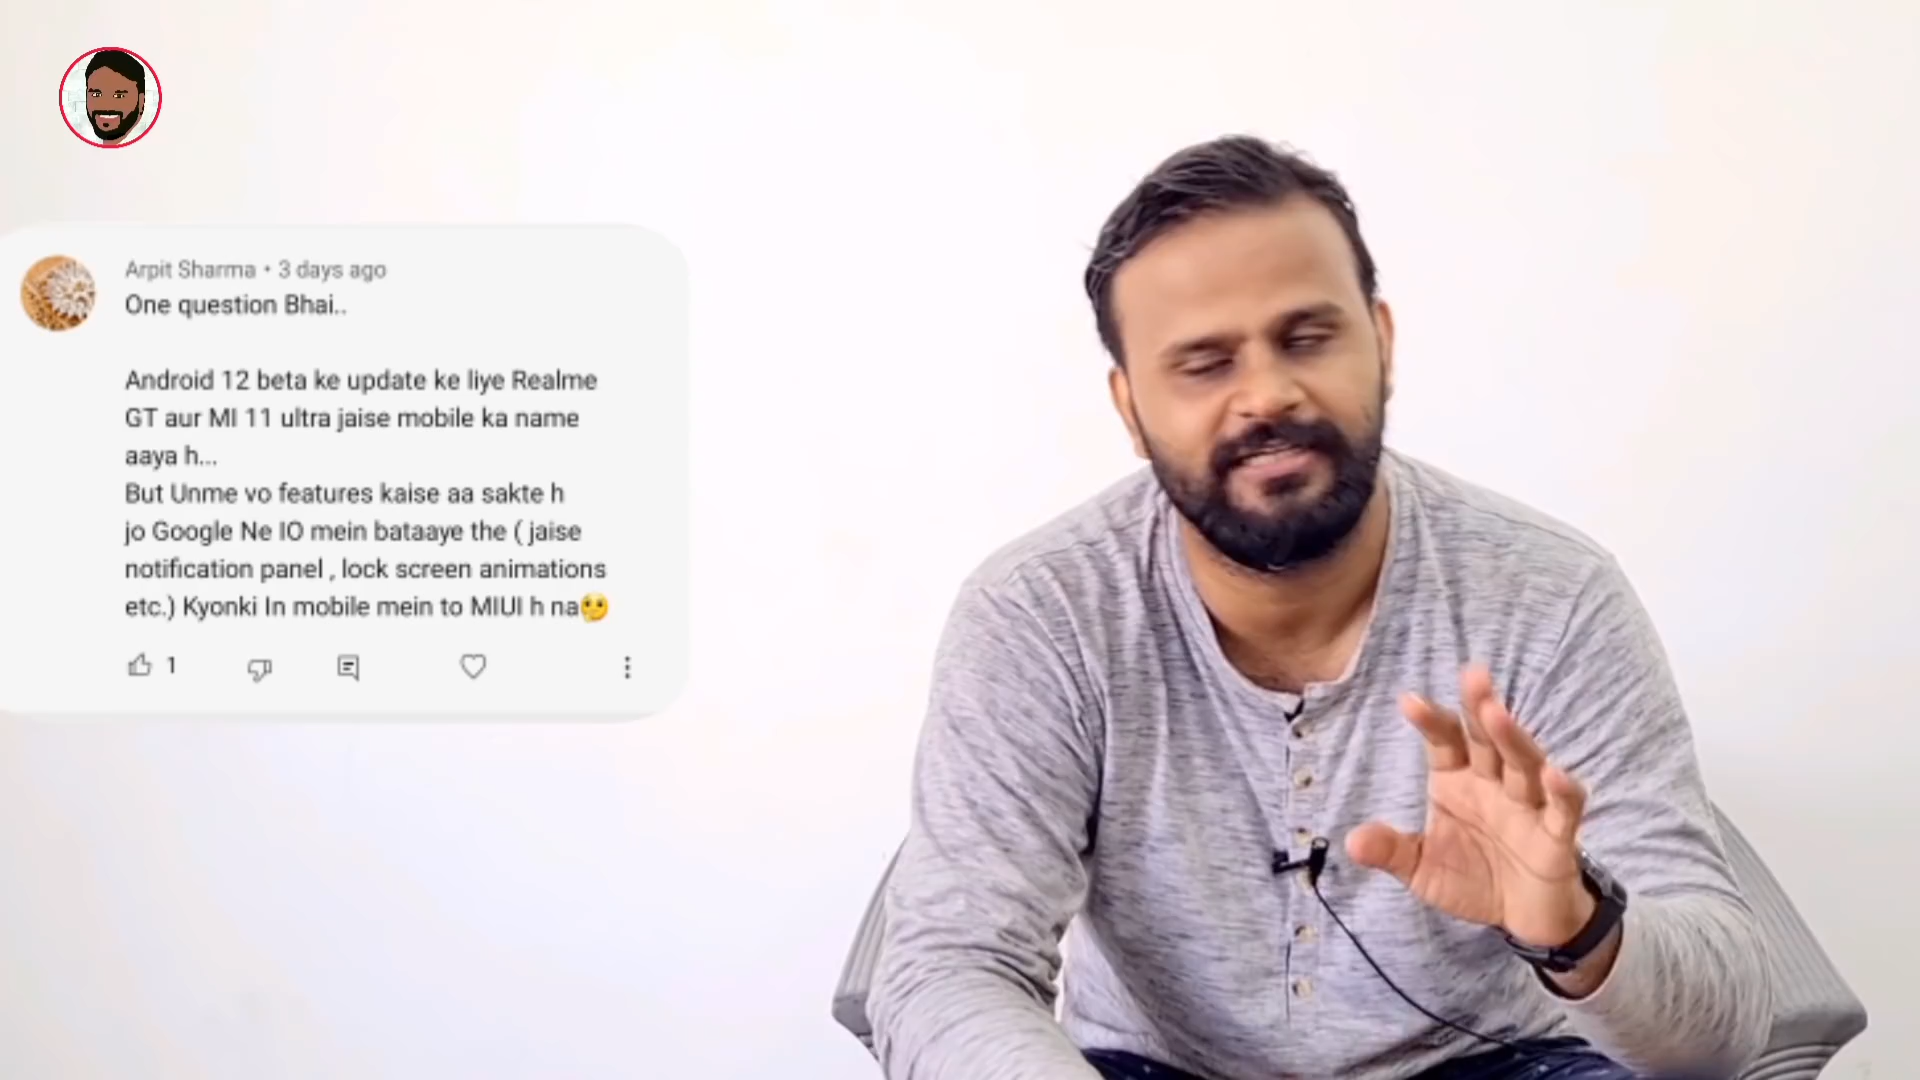 Arpit Sharma • 3 days ago
One question Bhai..
Android 12 beta ke update ke liye Realme
GT aur MI 11 ultra jaise mobile ka name
aaya h...
But Unme vo features kaise aa sakte h
jo Google Ne IO mein bataaye the ( jaise
notification panel , lock screen animations
etc.) Kyonki In mobile mein to MIUI h na🤔
1